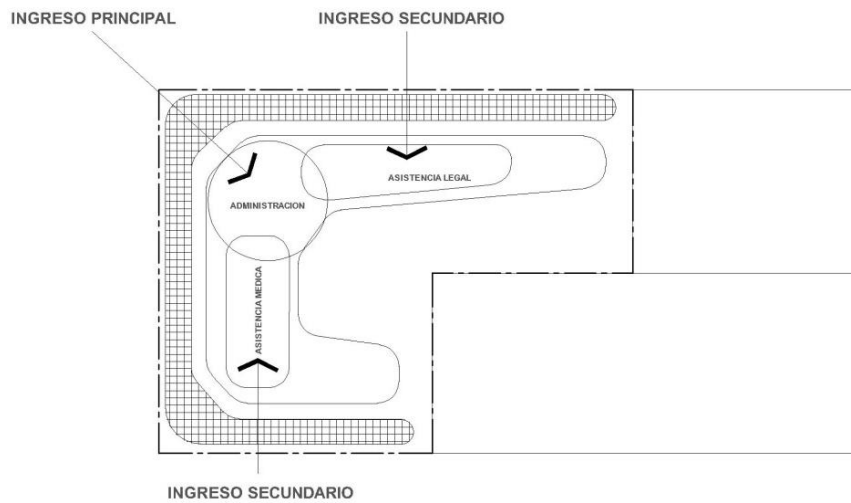 INGRESO PRINCIPAL
INGRESO SECUNDARIO
ASISTENCIA LEGAL
ADMINISTRACION
ASISTENCIA MEDICA
INGRESO SECUNDARIO